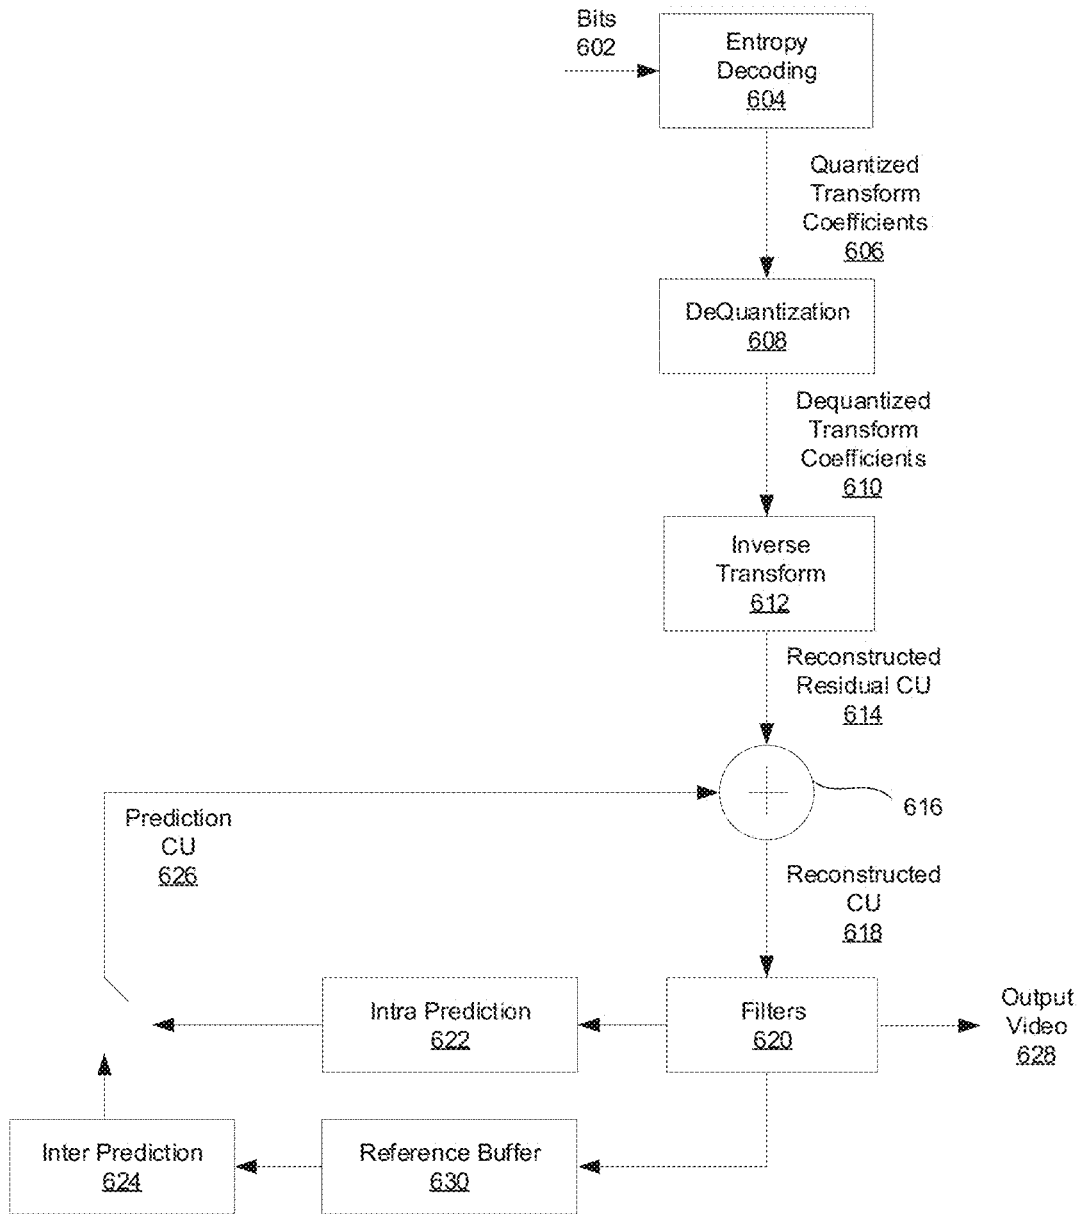 Bits
602
Entropy
Decoding
604
Quantized
Transform
Coefficients
606
DeQuantization
608
Dequantized
Transform
Coefficients
610
Inverse
Transform
612
Reconstructed
Residual CU
614
616
Prediction
CU
626
Reconstructed
CU
618
Intra Prediction
622
Filters
620
Output
Video
628
Inter Prediction
624
Reference Buffer
630